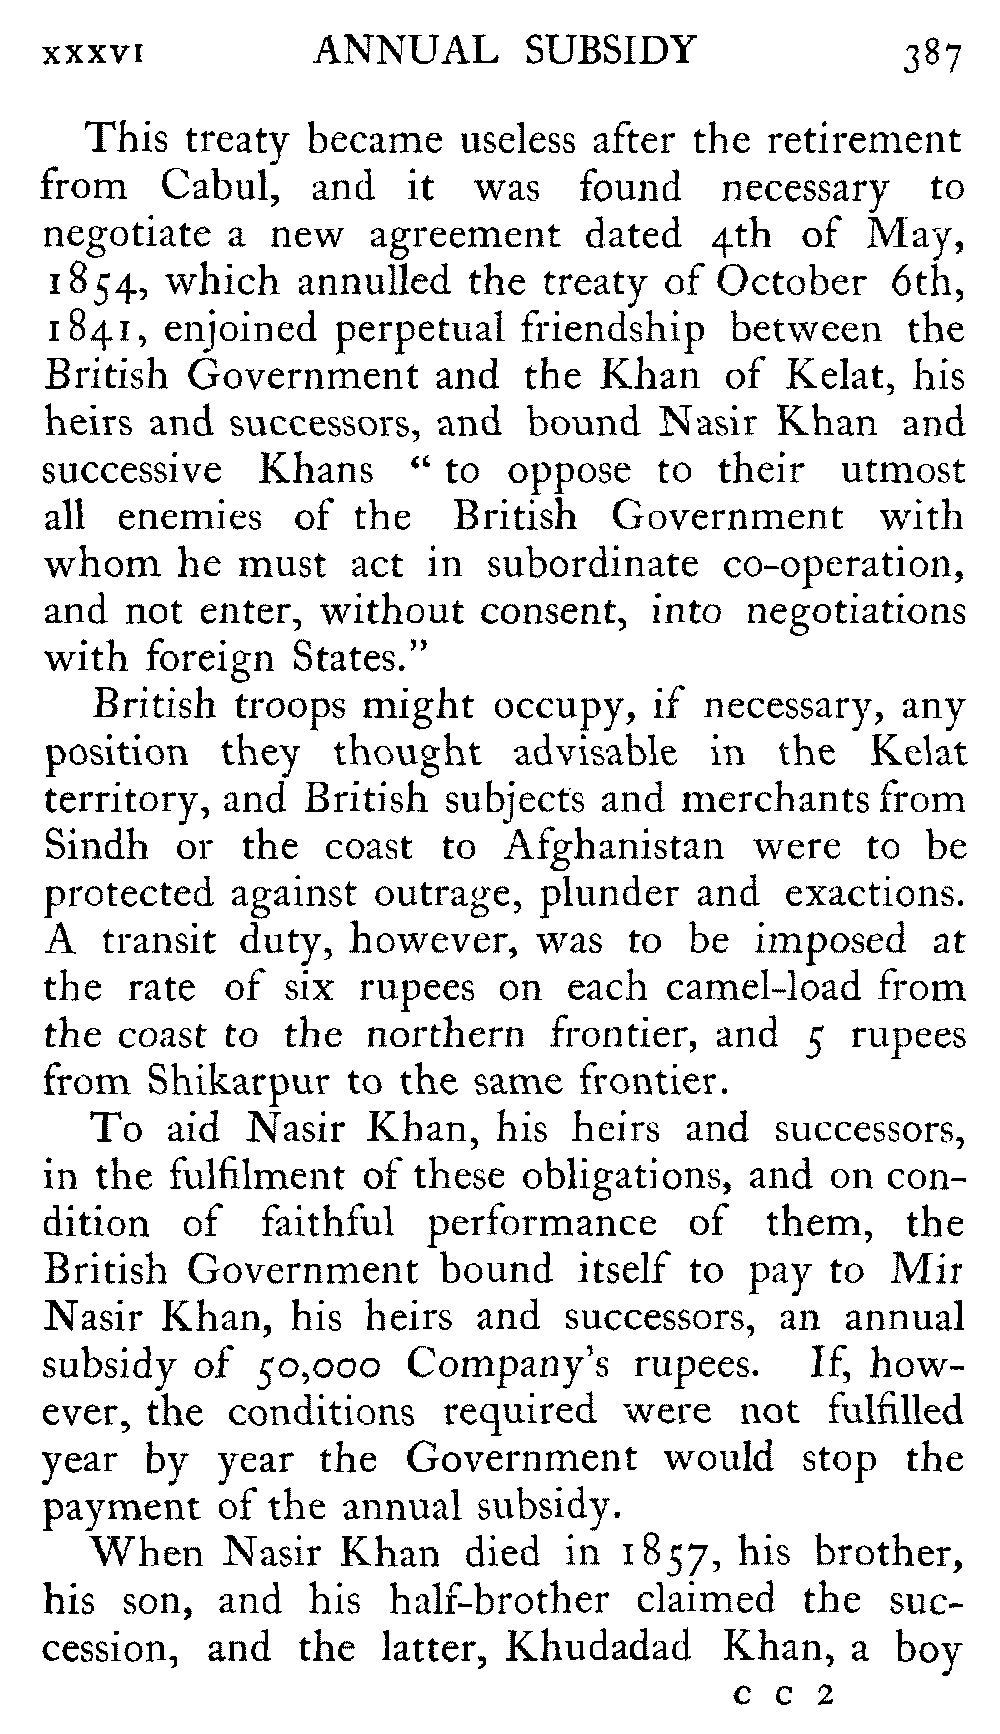 XXXVI ANNUAL SUBSIDY 387
This treaty became useless after the retirement
from Cabul, and it was found necessary to
negotiate a new agreement dated 4th of May,
1854, which annulled the treaty of October 6th,
1841, enjoined perpetual friendship between the
British Government and the Khan of Kelat, his
heirs and successors, and bound Nasir Khan and
successive Khans “ to oppose to their utmost
all enemies of the British Government with
whom he must act in subordinate co-operation,
and not enter, without consent, into negotiations
with foreign States.”
British troops might occupy, if necessary, any
position they thought advisable in the Kelat
territory, and British subjects and merchants from
Sindh or the coast to Afghanistan were to be
protected against outrage, plunder and exactions.
A transit duty, however, was to be imposed at
the rate of six rupees on each camel-load from
the coast to the northern frontier, and 5 rupees
from Shikarpur to the same frontier.
To aid Nasir Khan, his heirs and successors,
in the fulfilment of these obligations, and on con-
dition of faithful performance of them, the
British Government bound itself to pay to Mir
Nasir Khan, his heirs and successors, an annual
subsidy of 50,000 Company’s rupees. If, how-
ever, the conditions required were not fulfilled
year by year the Government would stop the
payment of the annual subsidy.
When Nasir Khan died in 1857, his brother,
his son, and his half-brother claimed the suc-
cession, and the latter, Khudadad Khan, a boy
C C 2